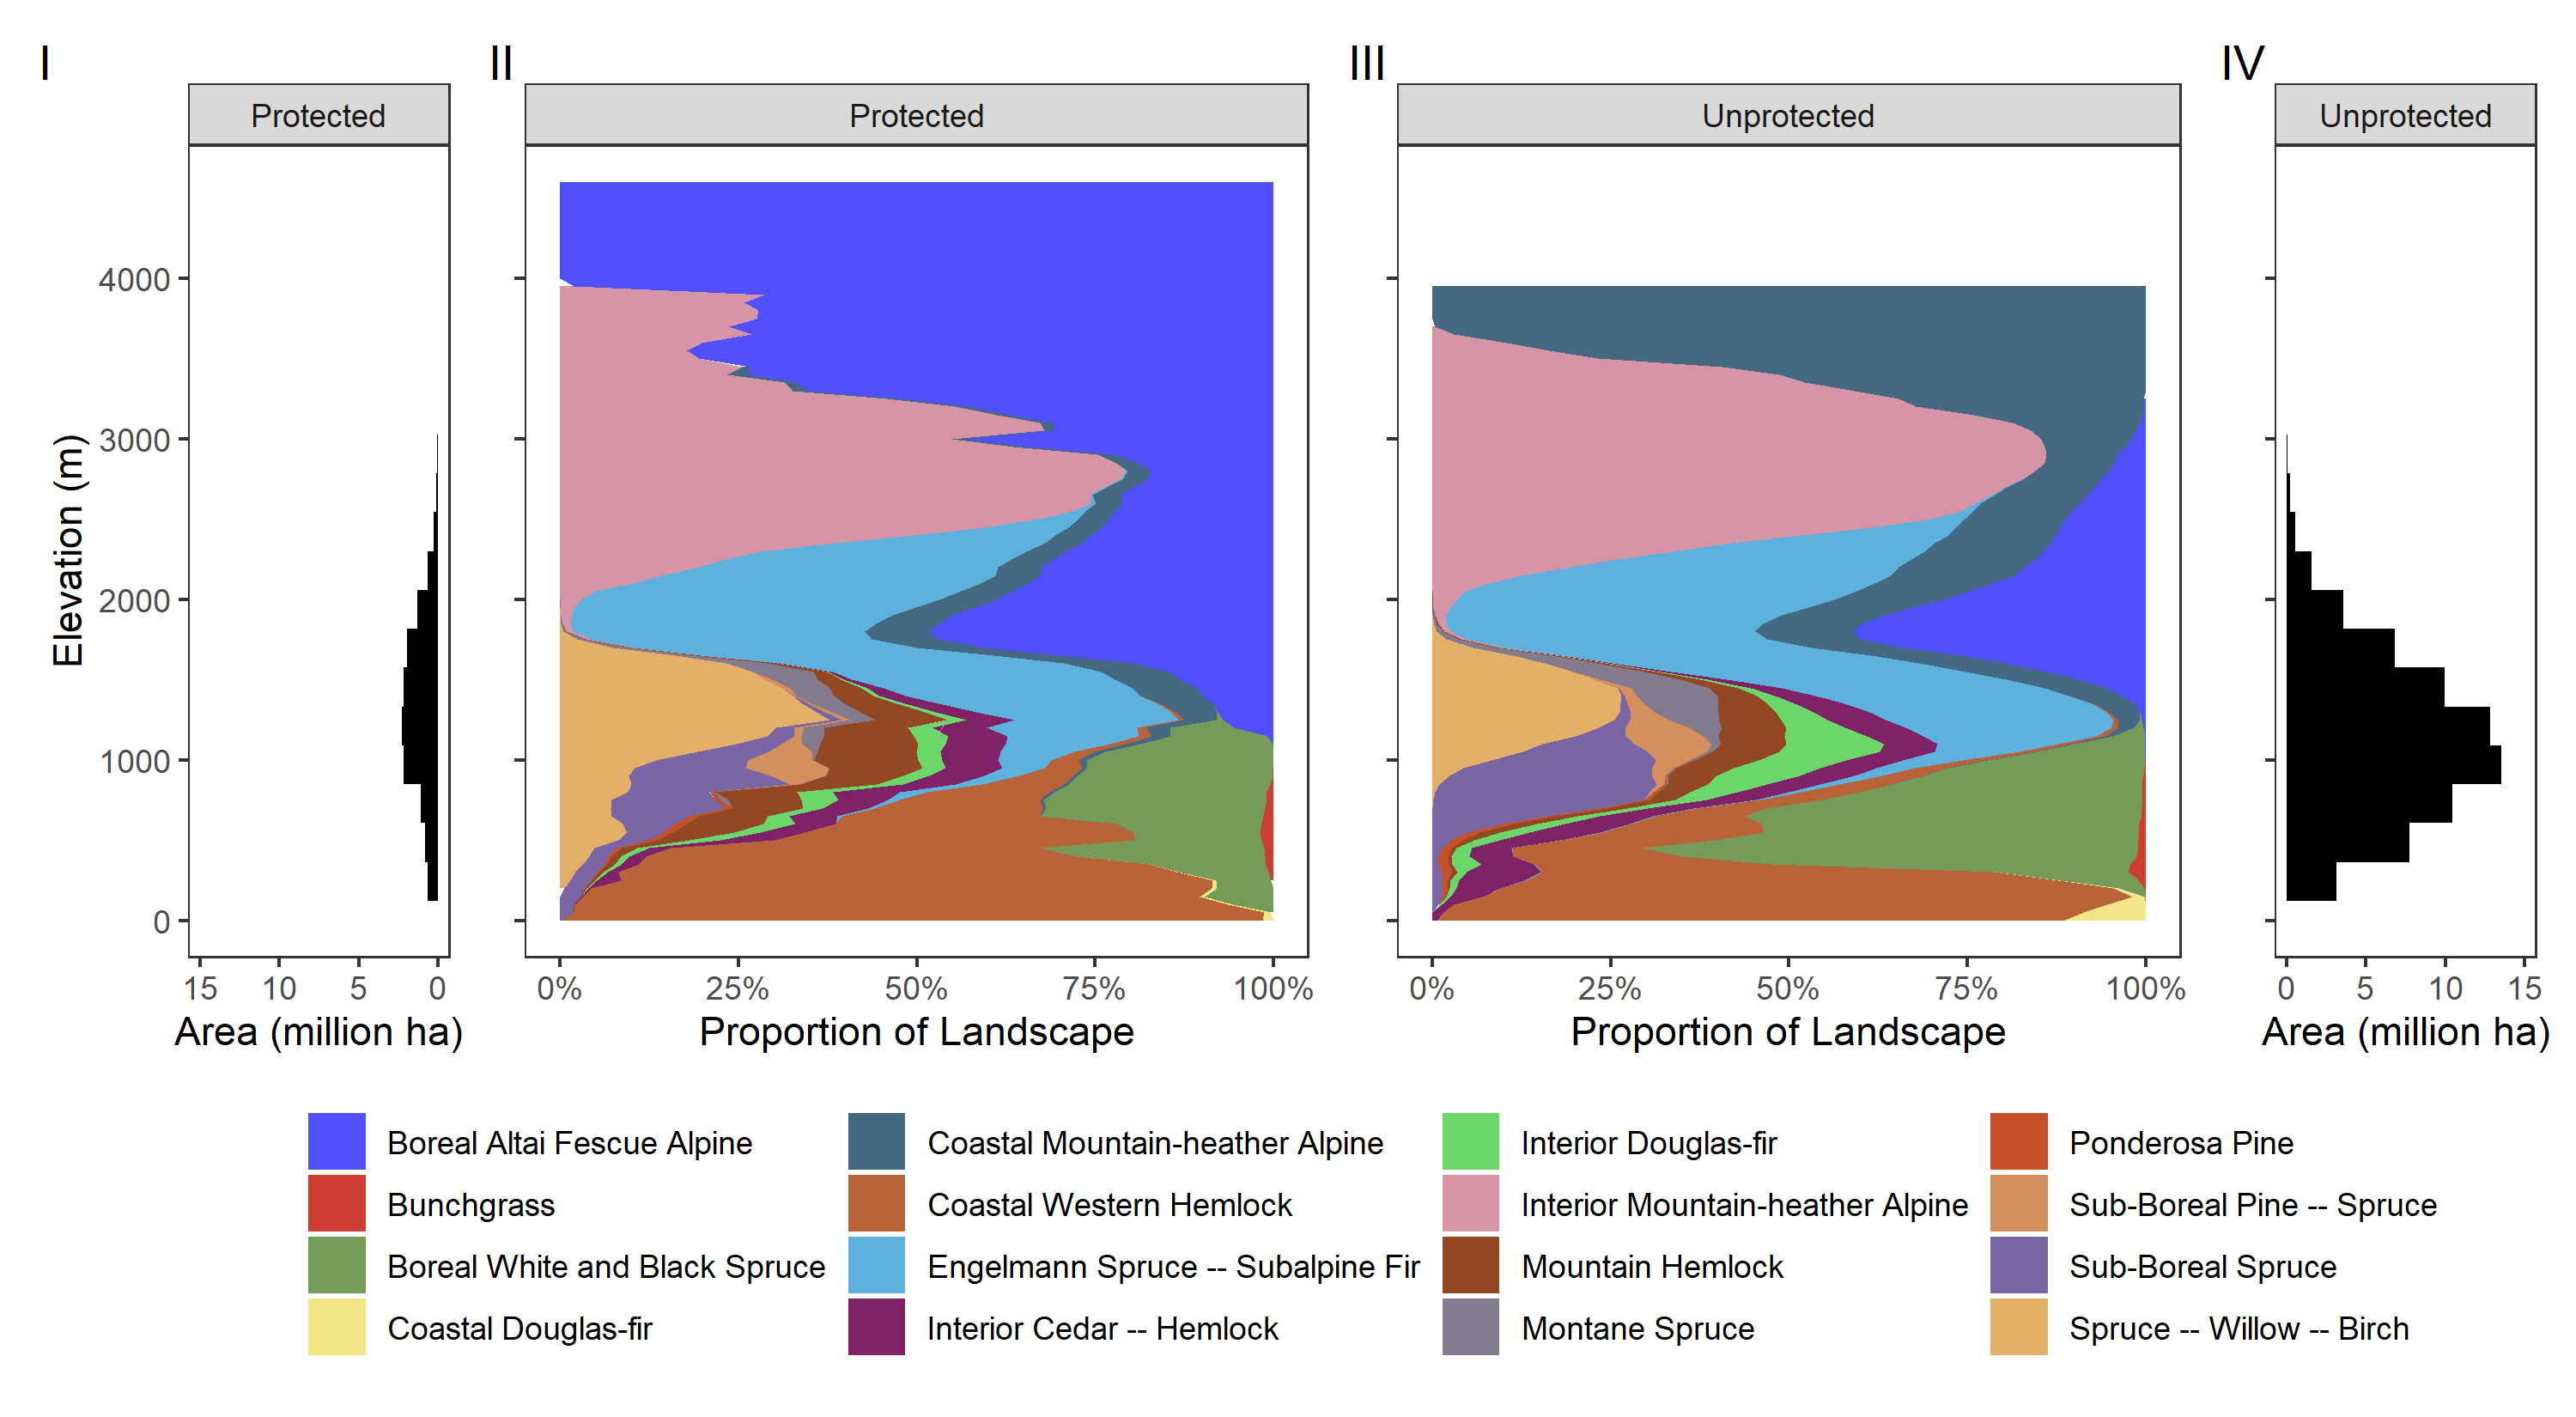 I II III IV
Protected Protected Unprotected Unprotected
Elevation (m)
4000
3000
2000
1000
0
15 10 5 0 0% 25% 50% 75% 100% 0% 25% 50% 75% 100% 0 5 10 15
Area (million ha) Proportion of Landscape Proportion of Landscape Area (million ha)
Boreal Altai Fescue Alpine Coastal Mountain-heather Alpine Interior Douglas-fir Ponderosa Pine
Bunchgrass Coastal Western Hemlock Interior Mountain-heather Alpine Sub-Boreal Pine -- Spruce
Boreal White and Black Spruce Engelmann Spruce -- Subalpine Fir Mountain Hemlock Sub-Boreal Spruce
Coastal Douglas-fir Interior Cedar -- Hemlock Montane Spruce Spruce -- Willow -- Birch